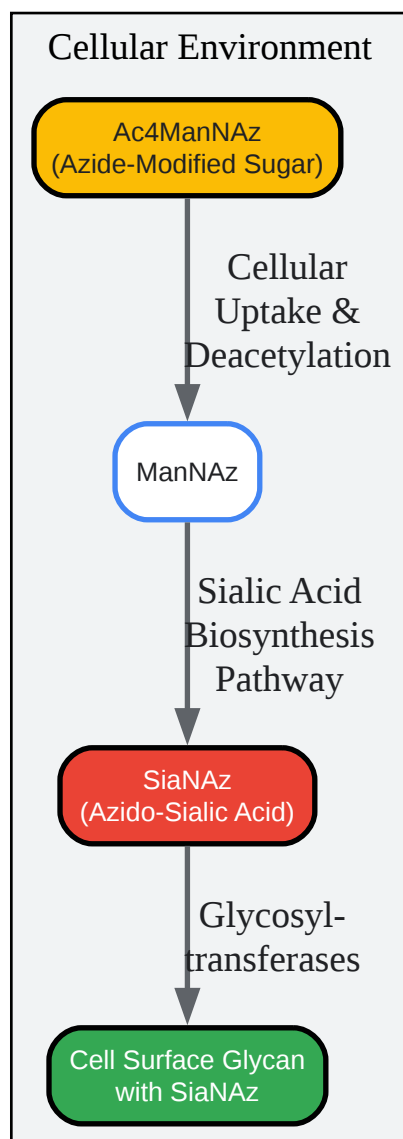 Cellular Environment
Ac4ManNAz
(Azide-Modified Sugar)
Cellular
Uptake &
Deacetylation
ManNAz
Sialic Acid
Biosynthesis
Pathway
SiaNAz
(Azido-Sialic Acid)
Glycosyl-
transferases
Cell Surface Glycan
with SiaNAz